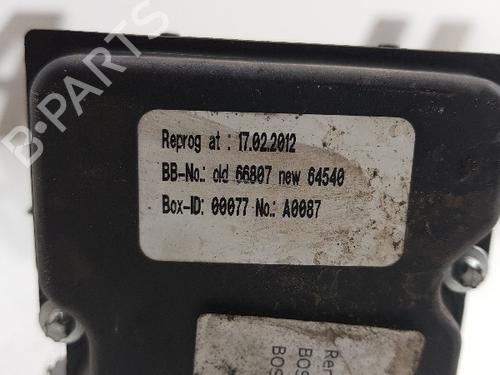 B-PARTS
Reprog at : 17.02.2012
BB-No.: old 66807 new 64540
Box-ID: 00077 No.: A0087